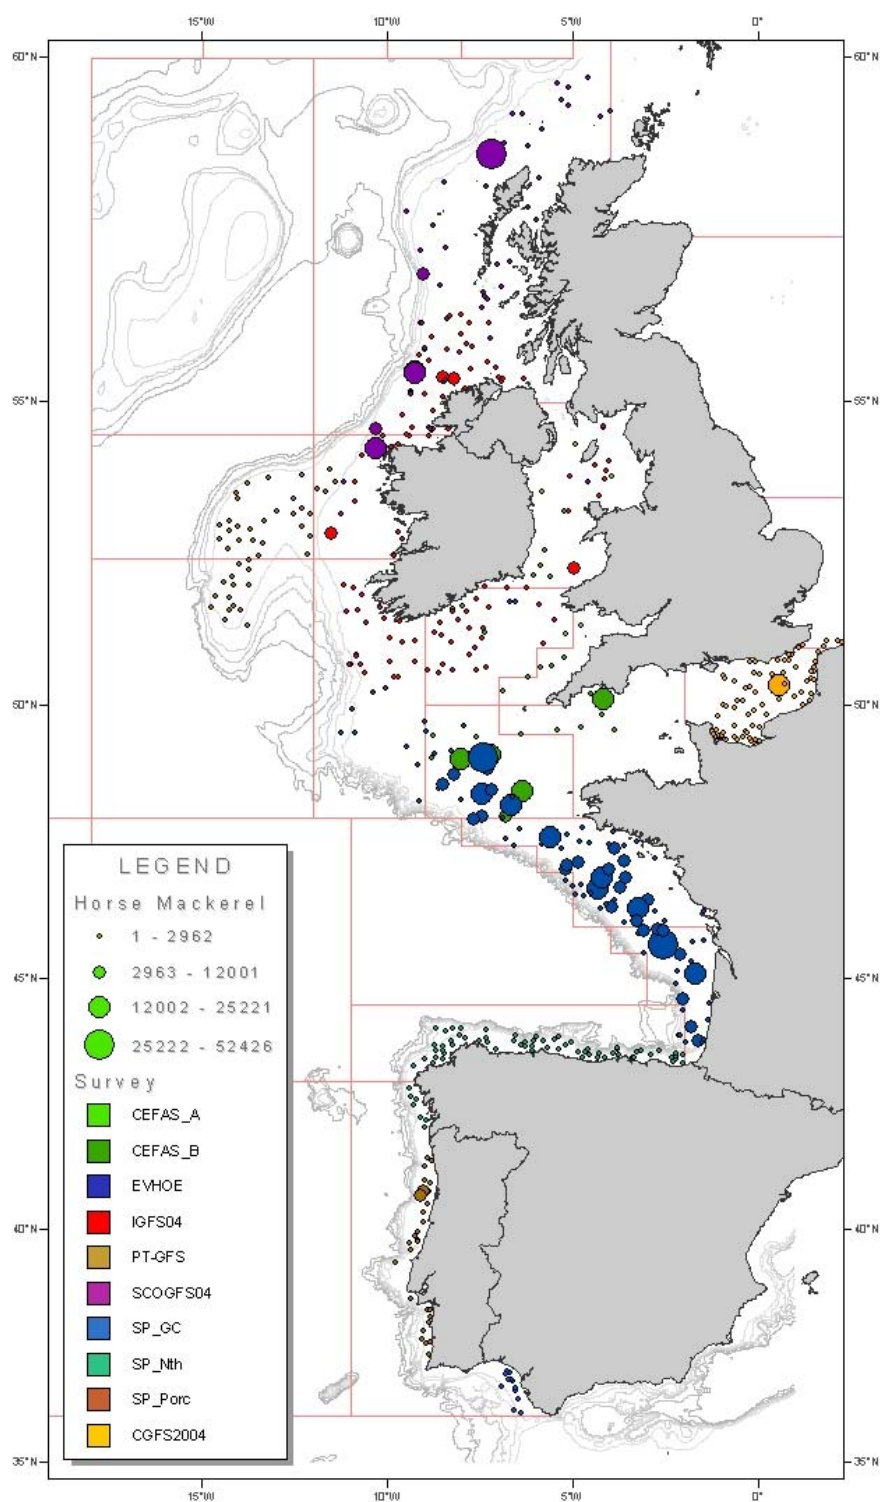 15°W 10°W 5°W 0°
60°N 60°N
55°N 55°N
50°N 50°N
45°N 45°N
40°N 40°N
35°N 35°N
LEGEND
Horse Mackerel
1 - 2962
2963 - 12001
12002 - 25221
25222 - 52426
Survey
CEFAS_A
CEFAS_B
EVHOE
IGFS04
PT-GFS
SCOGFS04
SP_GC
SP_Nth
SP_Porc
CGFS2004
15°W 10°W 5°W 0°